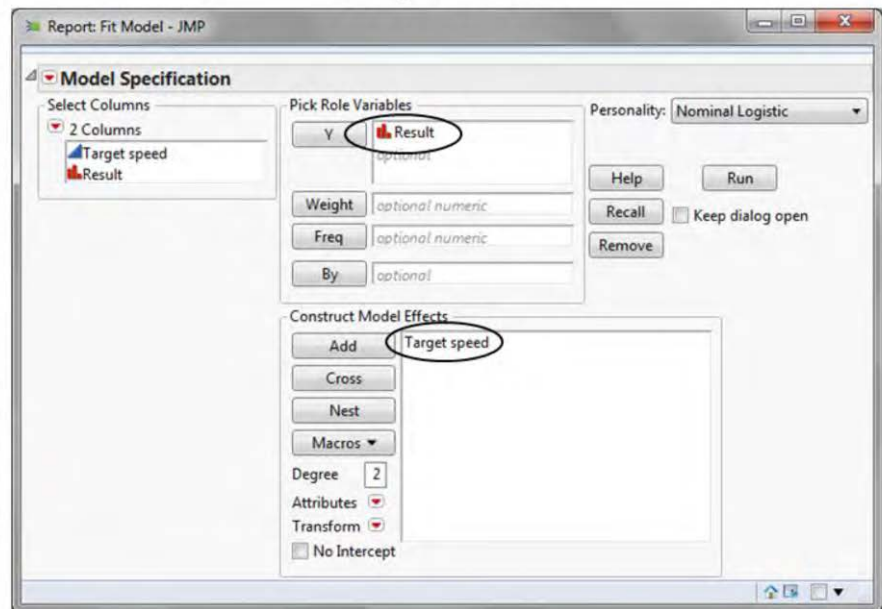 Report: Fit Model - JMP
Model Specification
Select Columns
2 Columns
Target speed
Result
Pick Role Variables
Y
Result
optional
Weight
optional numeric
Freq
optional numeric
By
optional
Personality:
Nominal Logistic
Help
Run
Recall
Keep dialog open
Remove
Construct Model Effects
Add
Target speed
Cross
Nest
Macros
Degree
2
Attributes
Transform
No Intercept